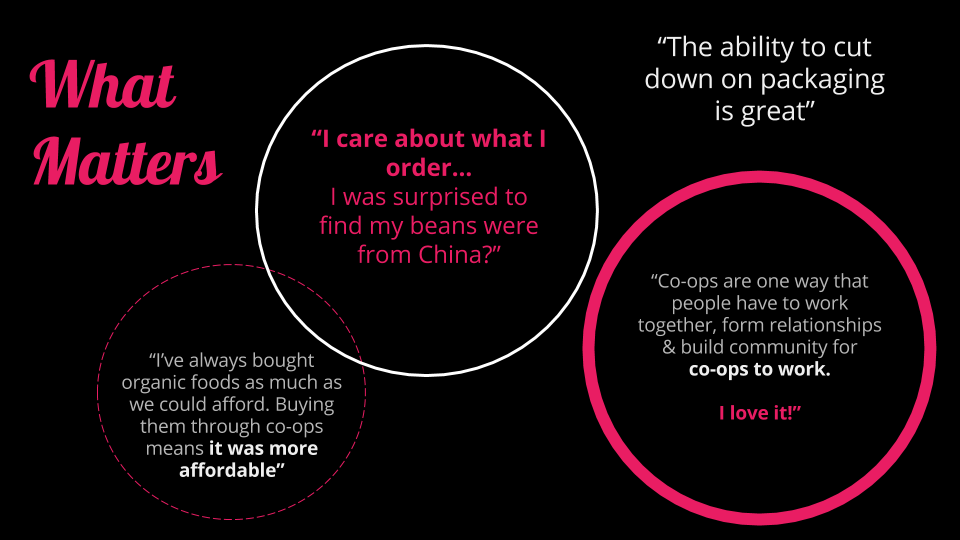 What
Matters
“I care about what I
order...
I was surprised to
find my beans were
from China?”
“The ability to cut
down on packaging
is great”
“I’ve always bought
organic foods as much as
we could afford. Buying
them through co-ops
means it was more
affordable”
“Co-ops are one way that
people have to work
together, form relationships
& build community for
co-ops to work.
I love it!”